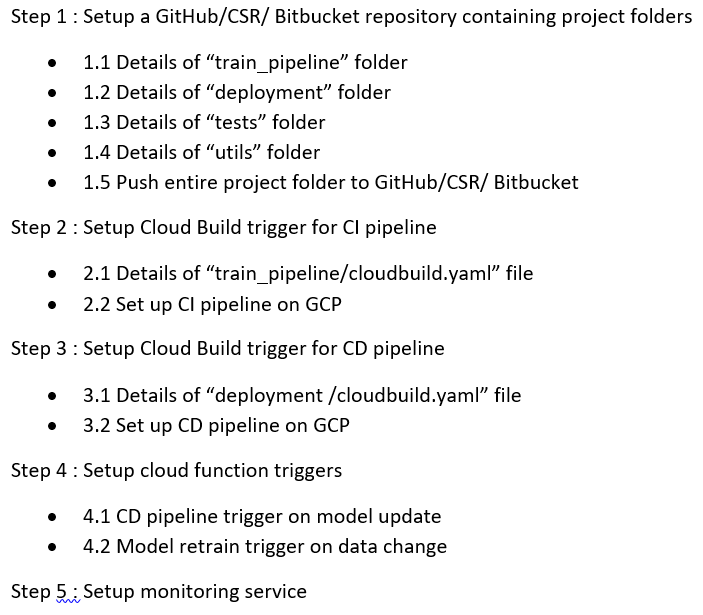 Step 1 : Setup a GitHub/CSR/ Bitbucket repository containing project folders
• 1.1 Details of “train_pipeline” folder
• 1.2 Details of “deployment” folder
• 1.3 Details of “tests” folder
• 1.4 Details of “utils” folder
• 1.5 Push entire project folder to GitHub/CSR/ Bitbucket
Step 2 : Setup Cloud Build trigger for CI pipeline
• 2.1 Details of “train_pipeline/cloudbuild.yaml” file
• 2.2 Set up CI pipeline on GCP
Step 3 : Setup Cloud Build trigger for CD pipeline
• 3.1 Details of “deployment /cloudbuild.yaml” file
• 3.2 Set up CD pipeline on GCP
Step 4 : Setup cloud function triggers
• 4.1 CD pipeline trigger on model update
• 4.2 Model retrain trigger on data change
Step 5 : Setup monitoring service